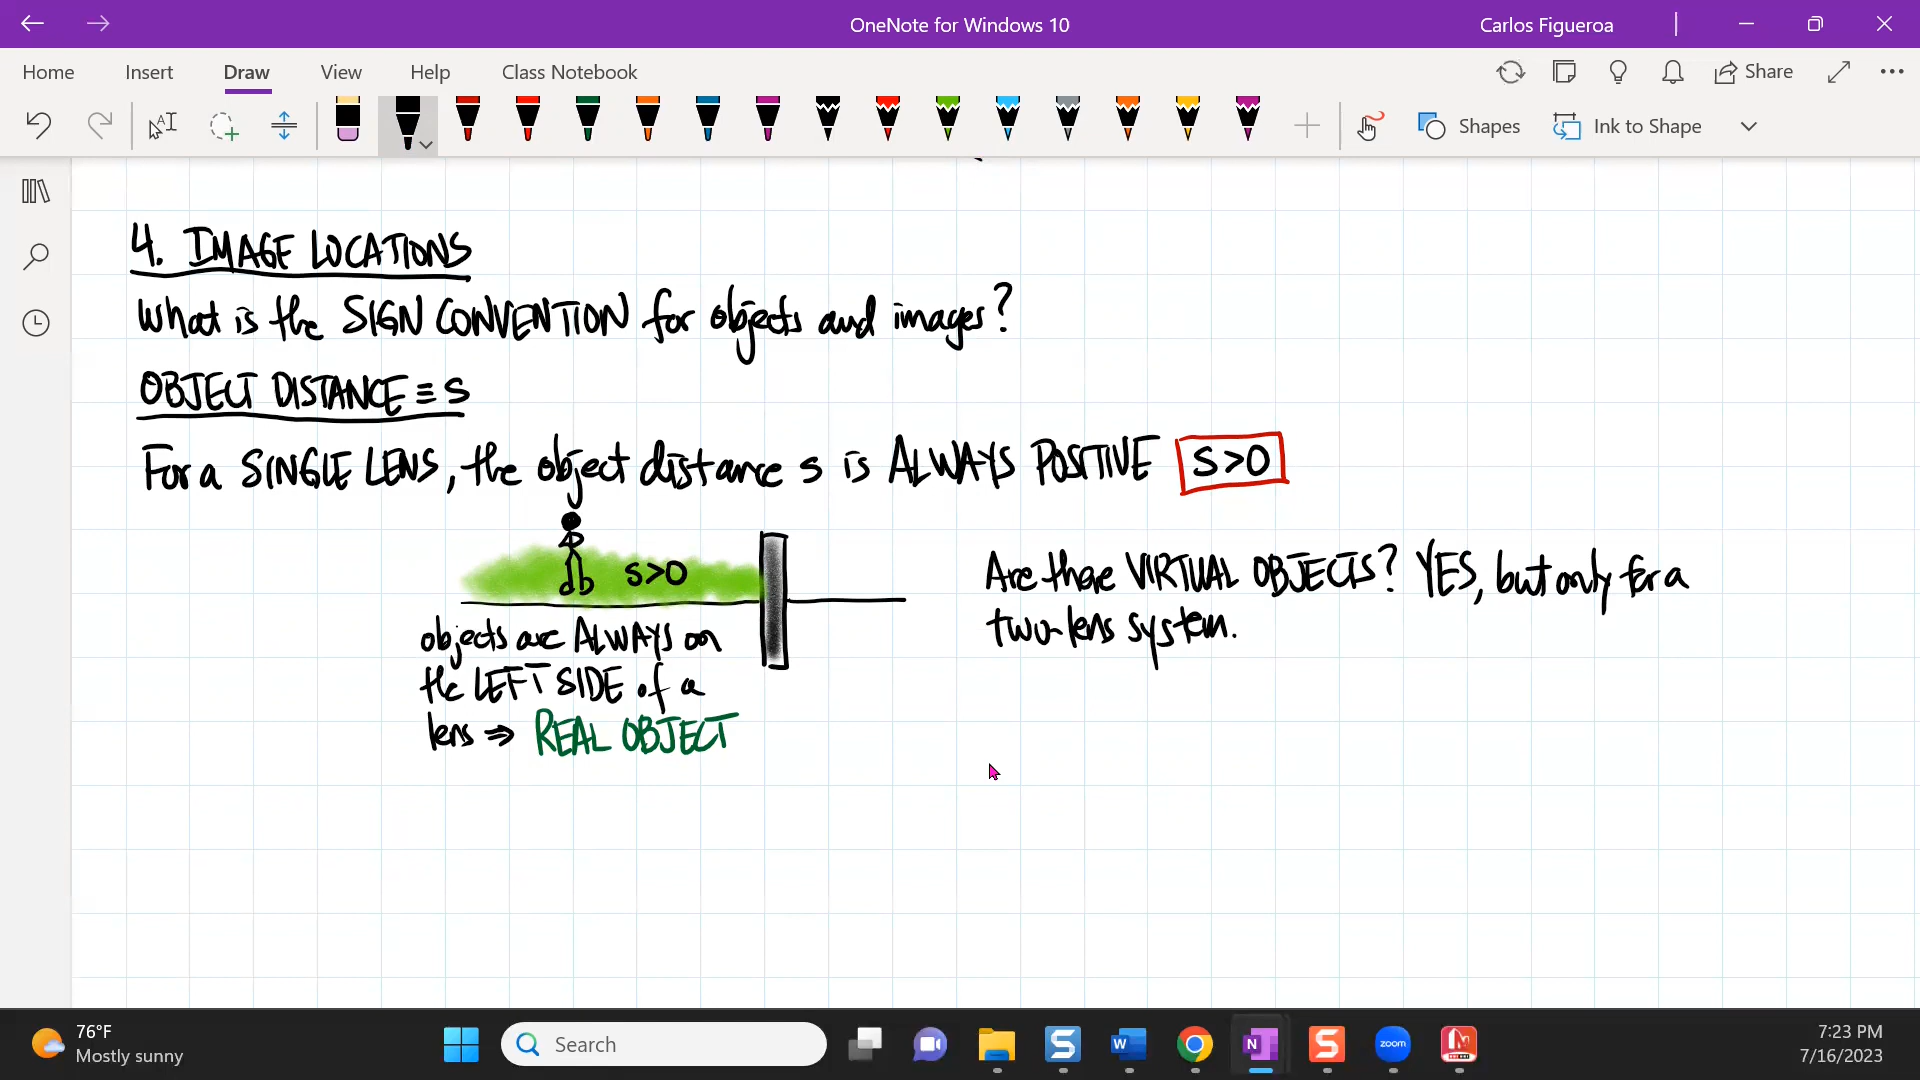 OneNote for Windows 10
Carlos Figueroa
Home Insert Draw View Help Class Notebook
Share
Shapes
Ink to Shape
4. IMAGE LOCATIONS
What is the SIGN CONVENTION for objects and images?
OBJECT DISTANCE ≡ S
For a SINGLE LENS, the object distance s is ALWAYS POSITIVE S>0
S>0
objects are ALWAYS on
the LEFT SIDE of a
lens ⇒ REAL OBJECT
Are there VIRTUAL OBJECTS? YES, but only for a
two-lens system.
76°F
Mostly sunny
Search
zoom
7:23 PM
7/16/2023